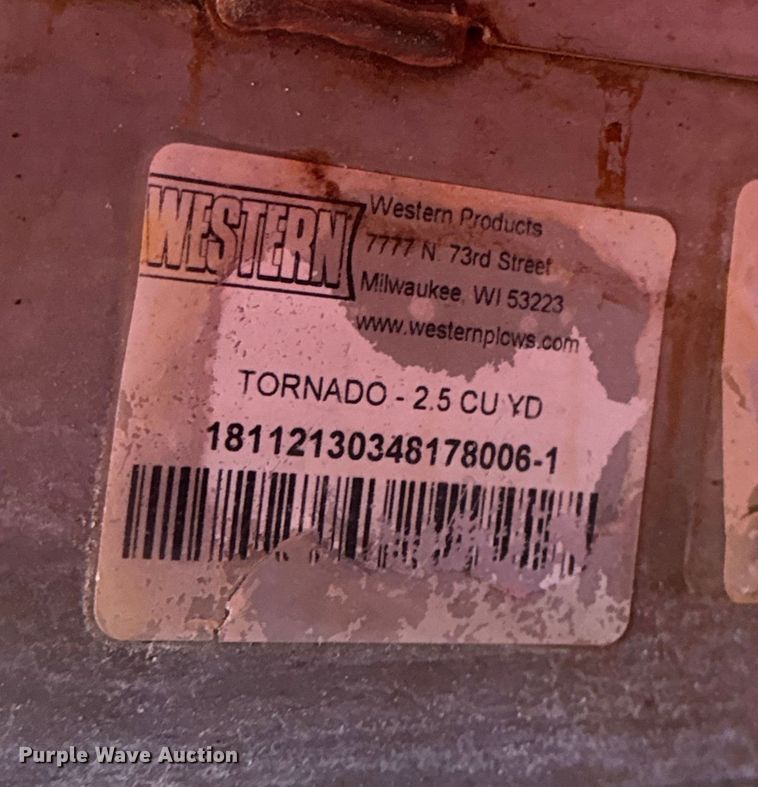 WESTERN
Western Products
7777 N. 73rd Street
Milwaukee, WI 53223
www.westernplows.com
TORNADO - 2.5 CU YD
18112130348178006-1
Purple Wave Auction